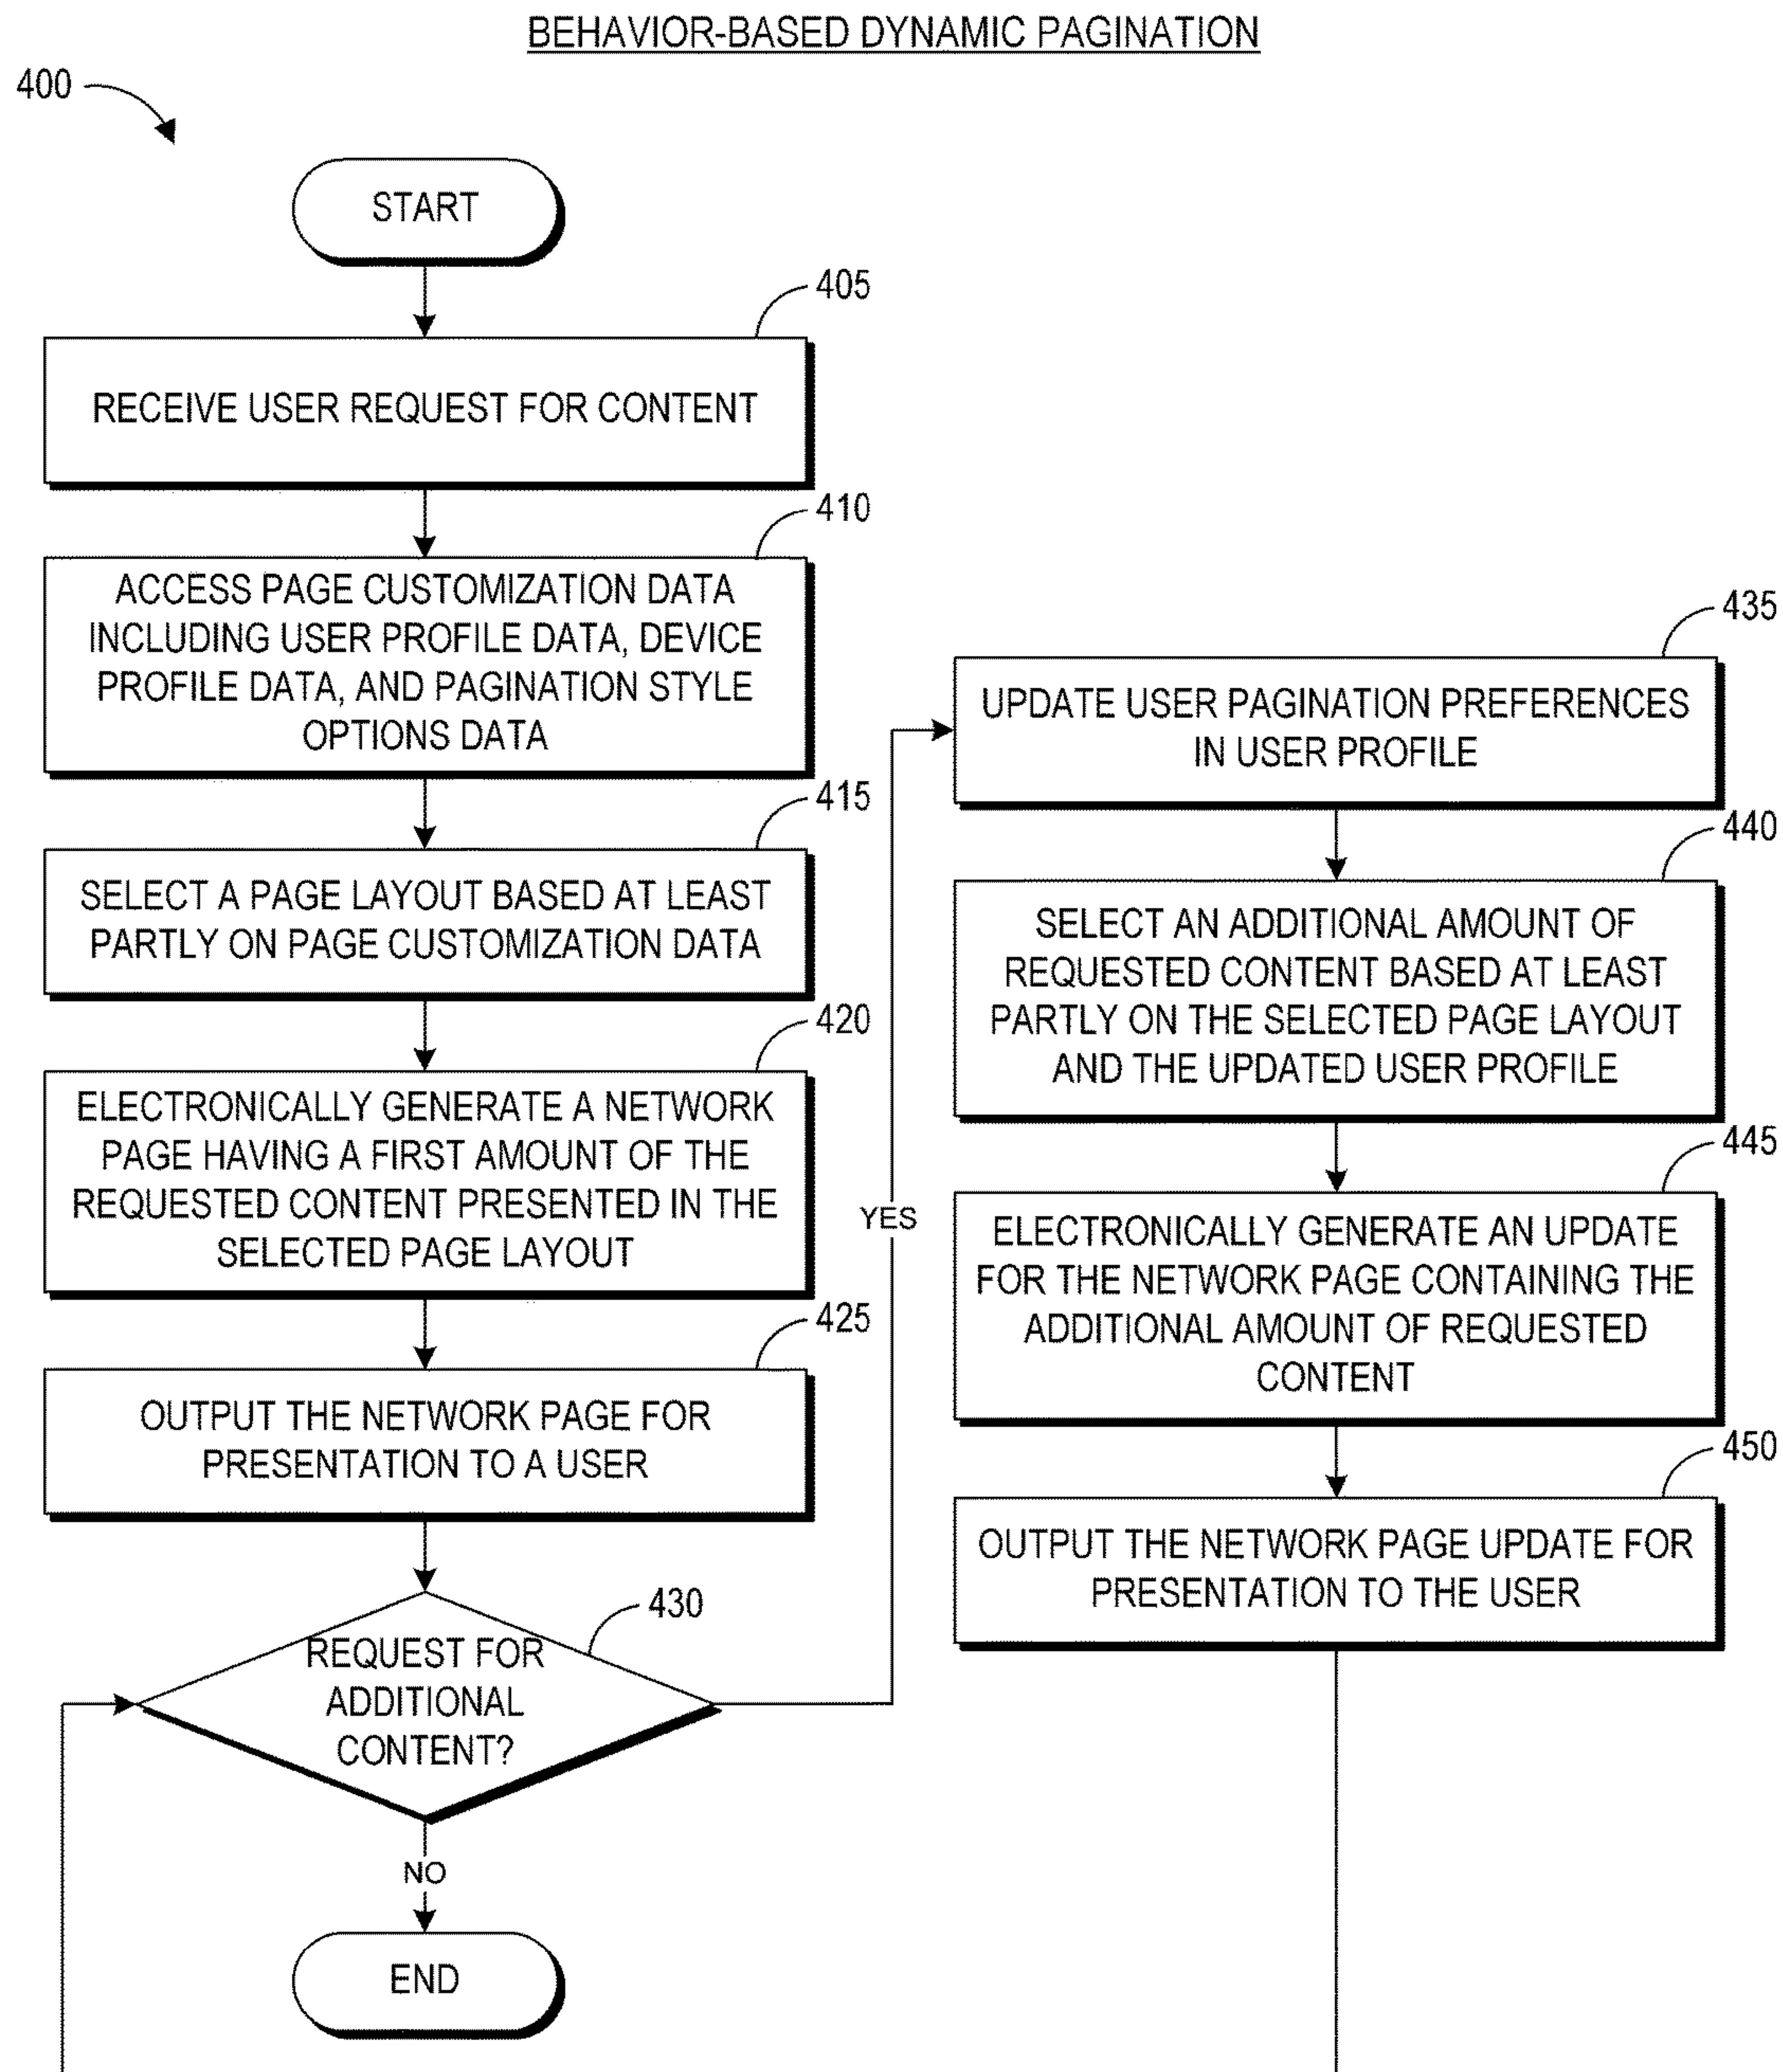 BEHAVIOR-BASED DYNAMIC PAGINATION
400
START
405
RECEIVE USER REQUEST FOR CONTENT
410
ACCESS PAGE CUSTOMIZATION DATA
INCLUDING USER PROFILE DATA, DEVICE
PROFILE DATA, AND PAGINATION STYLE
OPTIONS DATA
415
SELECT A PAGE LAYOUT BASED AT LEAST
PARTLY ON PAGE CUSTOMIZATION DATA
420
ELECTRONICALLY GENERATE A NETWORK
PAGE HAVING A FIRST AMOUNT OF THE
REQUESTED CONTENT PRESENTED IN THE
SELECTED PAGE LAYOUT
425
OUTPUT THE NETWORK PAGE FOR
PRESENTATION TO A USER
430
REQUEST FOR
ADDITIONAL
CONTENT?
NO
END
YES
435
UPDATE USER PAGINATION PREFERENCES
IN USER PROFILE
440
SELECT AN ADDITIONAL AMOUNT OF
REQUESTED CONTENT BASED AT LEAST
PARTLY ON THE SELECTED PAGE LAYOUT
AND THE UPDATED USER PROFILE
445
ELECTRONICALLY GENERATE AN UPDATE
FOR THE NETWORK PAGE CONTAINING THE
ADDITIONAL AMOUNT OF REQUESTED
CONTENT
450
OUTPUT THE NETWORK PAGE UPDATE FOR
PRESENTATION TO THE USER